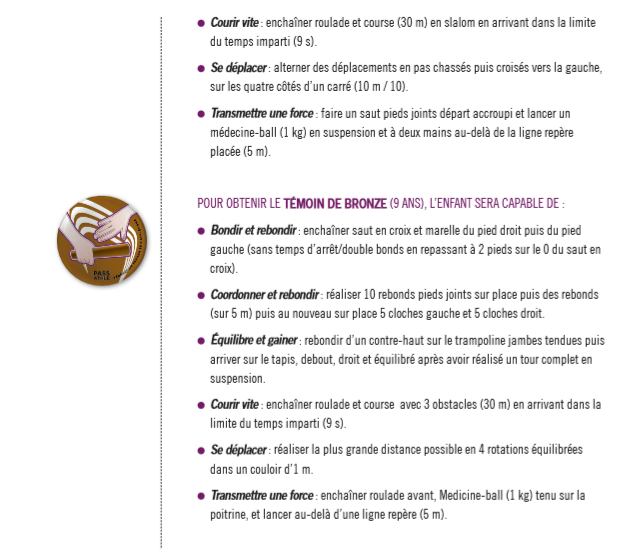 ● Courir vite : enchaîner roulade et course (30 m) en slalom en arrivant dans la limite
du temps imparti (9 s).
● Se déplacer : alterner des déplacements en pas chassés puis croisés vers la gauche,
sur les quatre côtés d'un carré (10 m / 10).
● Transmettre une force : faire un saut pieds joints départ accroupi et lancer un
médecine-ball (1 kg) en suspension et à deux mains au-delà de la ligne repère
placée (5 m).
POUR OBTENIR LE TÉMOIN DE BRONZE (9 ANS), L'ENFANT SERA CAPABLE DE :
● Bondir et rebondir : enchaîner saut en croix et marelle du pied droit puis du pied
gauche (sans temps d'arrêt/double bonds en repassant à 2 pieds sur le 0 du saut en
croix).
● Coordonner et rebondir : réaliser 10 rebonds pieds joints sur place puis des rebonds
(sur 5 m) puis au nouveau sur place 5 cloches gauche et 5 cloches droit.
● Équilibre et gainer : rebondir d'un contre-haut sur le trampoline jambes tendues puis
arriver sur le tapis, debout, droit et équilibré après avoir réalisé un tour complet en
suspension.
● Courir vite : enchaîner roulade et course avec 3 obstacles (30 m) en arrivant dans la
limite du temps imparti (9 s).
● Se déplacer : réaliser la plus grande distance possible en 4 rotations équilibrées
dans un couloir d'1 m.
● Transmettre une force : enchaîner roulade avant, Medicine-ball (1 kg) tenu sur la
poitrine, et lancer au-delà d'une ligne repère (5 m).
PASS